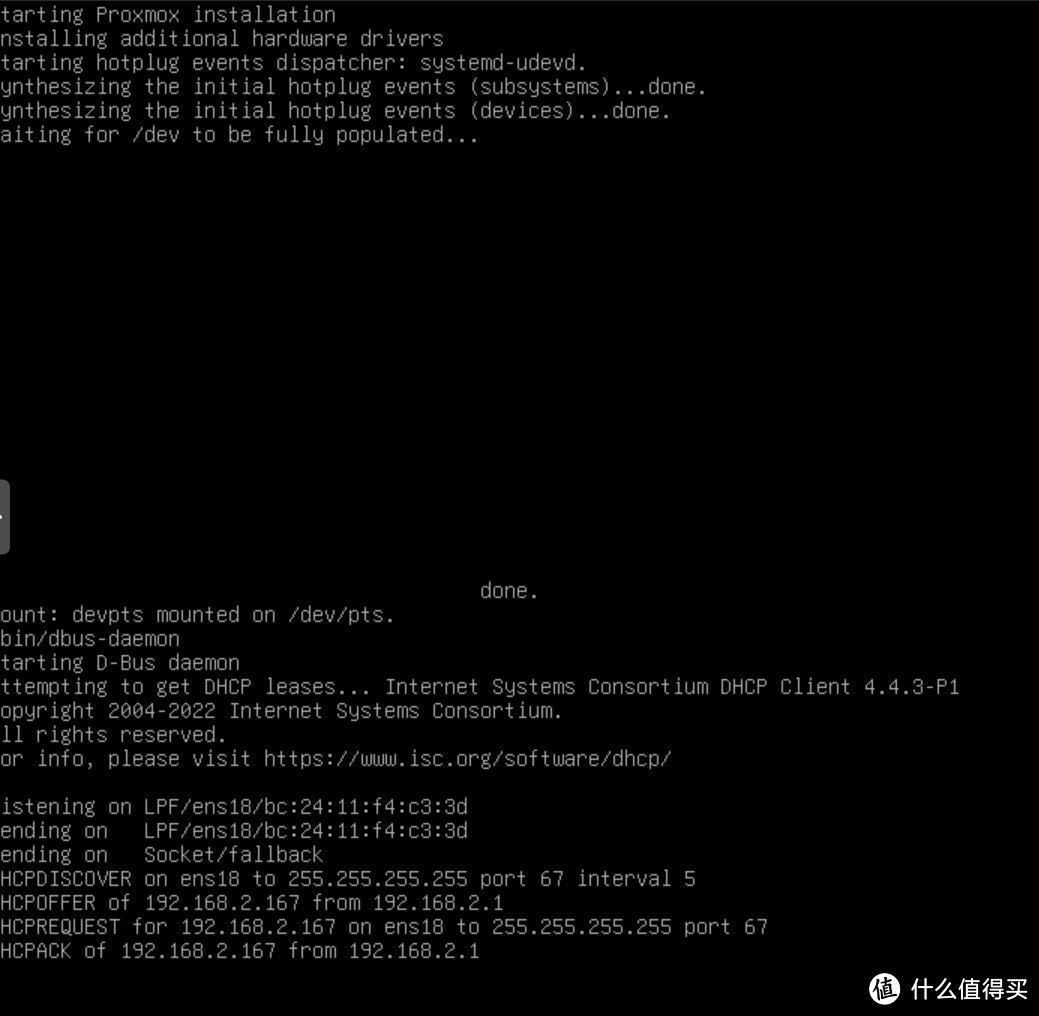 tarting Proxmox installation
nstalling additional hardware drivers
tarting hotplug events dispatcher: systemd-udevd.
ynthesizing the initial hotplug events (subsystems)...done.
ynthesizing the initial hotplug events (devices)...done.
aiting for /dev to be fully populated...
done.
ount: devpts mounted on /dev/pts.
bin/dbus-daemon
tarting D-Bus daemon
ttempting to get DHCP leases... Internet Systems Consortium DHCP Client 4.4.3-P1
opyright 2004-2022 Internet Systems Consortium.
ll rights reserved.
or info, please visit https://www.isc.org/software/dhcp/
istening on LPF/ens18/bc:24:11:f4:c3:3d
ending on   LPF/ens18/bc:24:11:f4:c3:3d
ending on   Socket/fallback
HCPDISCOVER on ens18 to 255.255.255.255 port 67 interval 5
HCPOFFER of 192.168.2.167 from 192.168.2.1
HCPREQUEST for 192.168.2.167 on ens18 to 255.255.255.255 port 67
HCPACK of 192.168.2.167 from 192.168.2.1
值 什么值得买